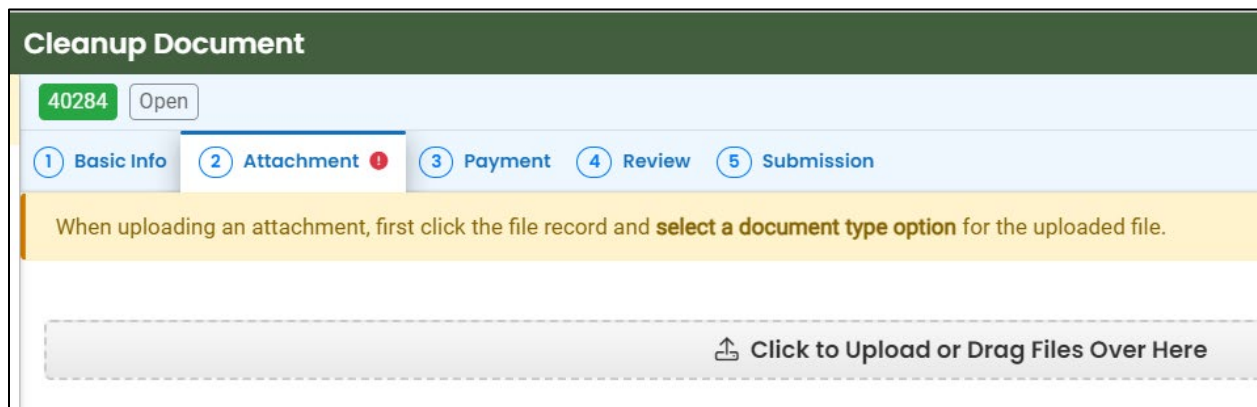 Cleanup Document
40284 Open
1 Basic Info 2 Attachment ! 3 Payment 4 Review 5 Submission
When uploading an attachment, first click the file record and select a document type option for the uploaded file.
Click to Upload or Drag Files Over Here